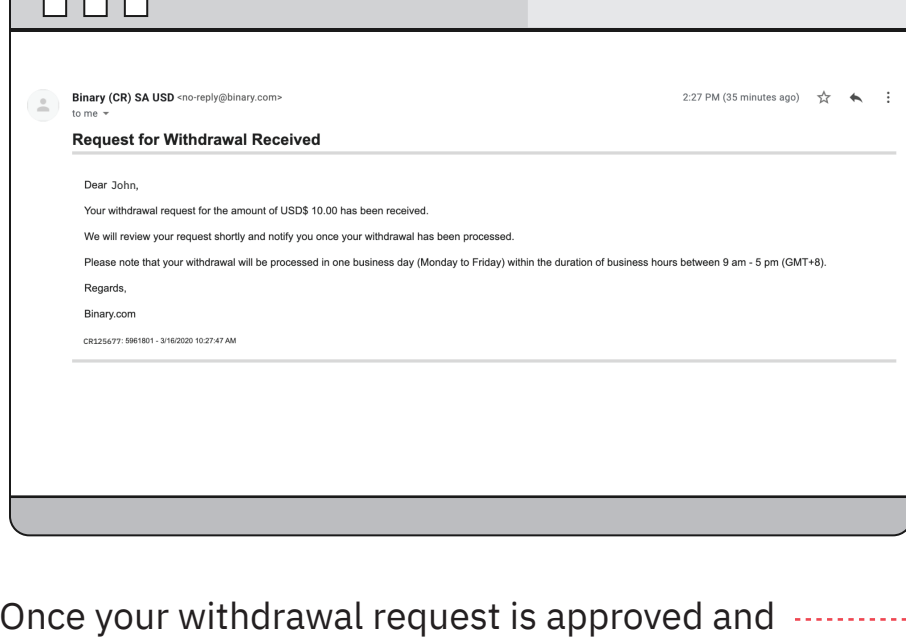 Binary (CR) SA USD <no-reply@binary.com>
2:27 PM (35 minutes ago)
to me
Request for Withdrawal Received
Dear John,
Your withdrawal request for the amount of USD$ 10.00 has been received.
We will review your request shortly and notify you once your withdrawal has been processed.
Please note that your withdrawal will be processed in one business day (Monday to Friday) within the duration of business hours between 9 am - 5 pm (GMT+8).
Regards,
Binary.com
CR125677: 5961801 - 3/16/2020 10:27:47 AM
Once your withdrawal request is approved and